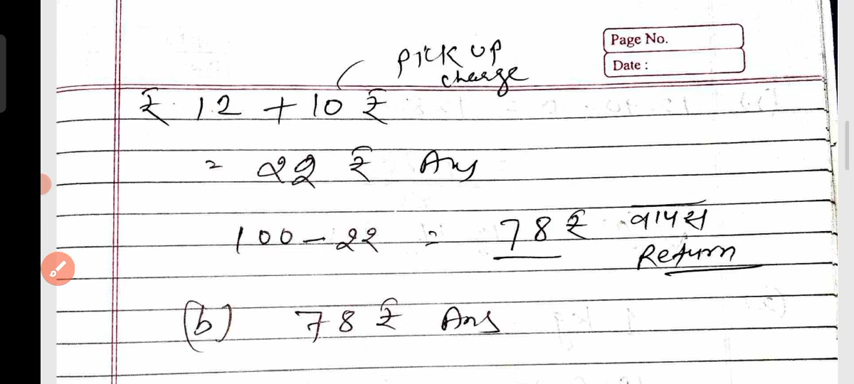 Page No.
Date :
Pick up
charge
₹ 12 + 10 ₹
= 22 ₹ Ans
100 - 22 = 78 ₹ वापस
Return
(b) 78 ₹ Ans